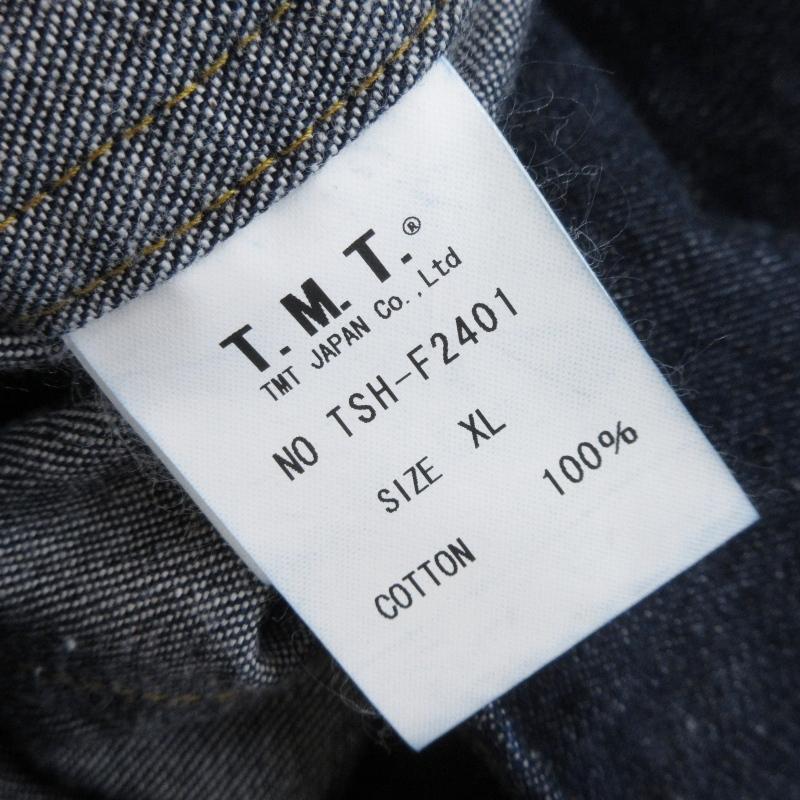 T.M.T.®
TMT JAPAN Co.,Ltd
NO TSH-F2401
SIZE XL
COTTON 100%